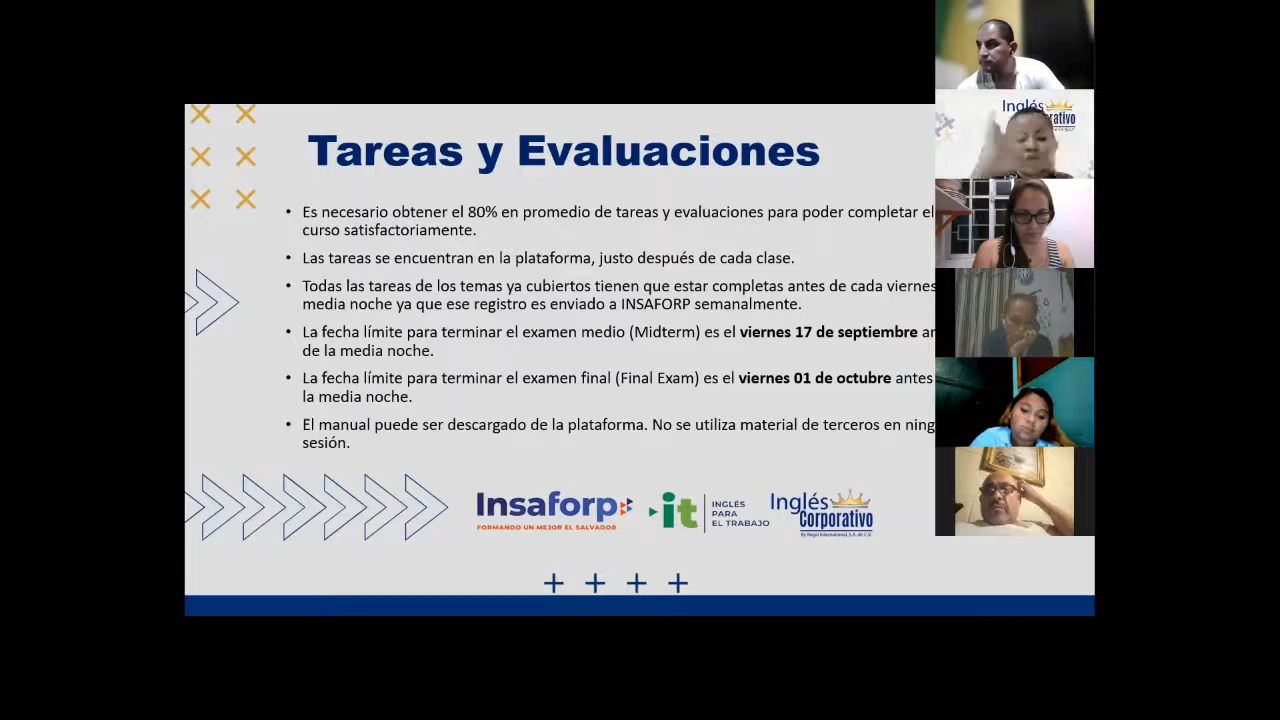 Tareas y Evaluaciones
• Es necesario obtener el 80% en promedio de tareas y evaluaciones para poder completar el
curso satisfactoriamente.
• Las tareas se encuentran en la plataforma, justo después de cada clase.
• Todas las tareas de los temas ya cubiertos tienen que estar completas antes de cada viernes
media noche ya que ese registro es enviado a INSAFORP semanalmente.
• La fecha límite para terminar el examen medio (Midterm) es el viernes 17 de septiembre
de la media noche.
• La fecha límite para terminar el examen final (Final Exam) es el viernes 01 de octubre antes
la media noche.
• El manual puede ser descargado de la plataforma. No se utiliza material de terceros en
sesión.
Insaforp
FORMANDO UN MEJOR EL SALVADOR
it
INGLÉS
PARA
EL TRABAJO
Inglés
Corporativo
By Regal International, S.A. de C.V.
Inglés